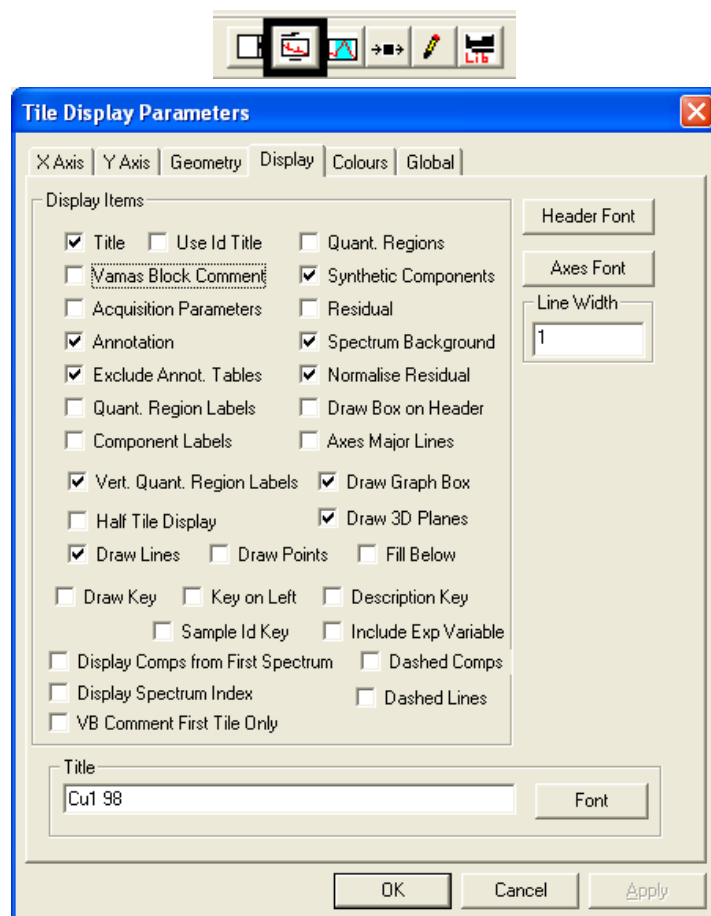 Lib
Tile Display Parameters
X Axis Y Axis Geometry Display Colours Global
Display Items
Title Use Id Title Quant. Regions
Vamas Block Comment Synthetic Components
Acquisition Parameters Residual
Annotation Spectrum Background
Exclude Annot. Tables Normalise Residual
Quant. Region Labels Draw Box on Header
Component Labels Axes Major Lines
Vert. Quant. Region Labels Draw Graph Box
Half Tile Display Draw 3D Planes
Draw Lines Draw Points Fill Below
Draw Key Key on Left Description Key
Sample Id Key Include Exp Variable
Display Comps from First Spectrum Dashed Comps
Display Spectrum Index Dashed Lines
VB Comment First Tile Only
Header Font
Axes Font
Line Width
1
Title
Cu1 98 Font
OK Cancel Apply